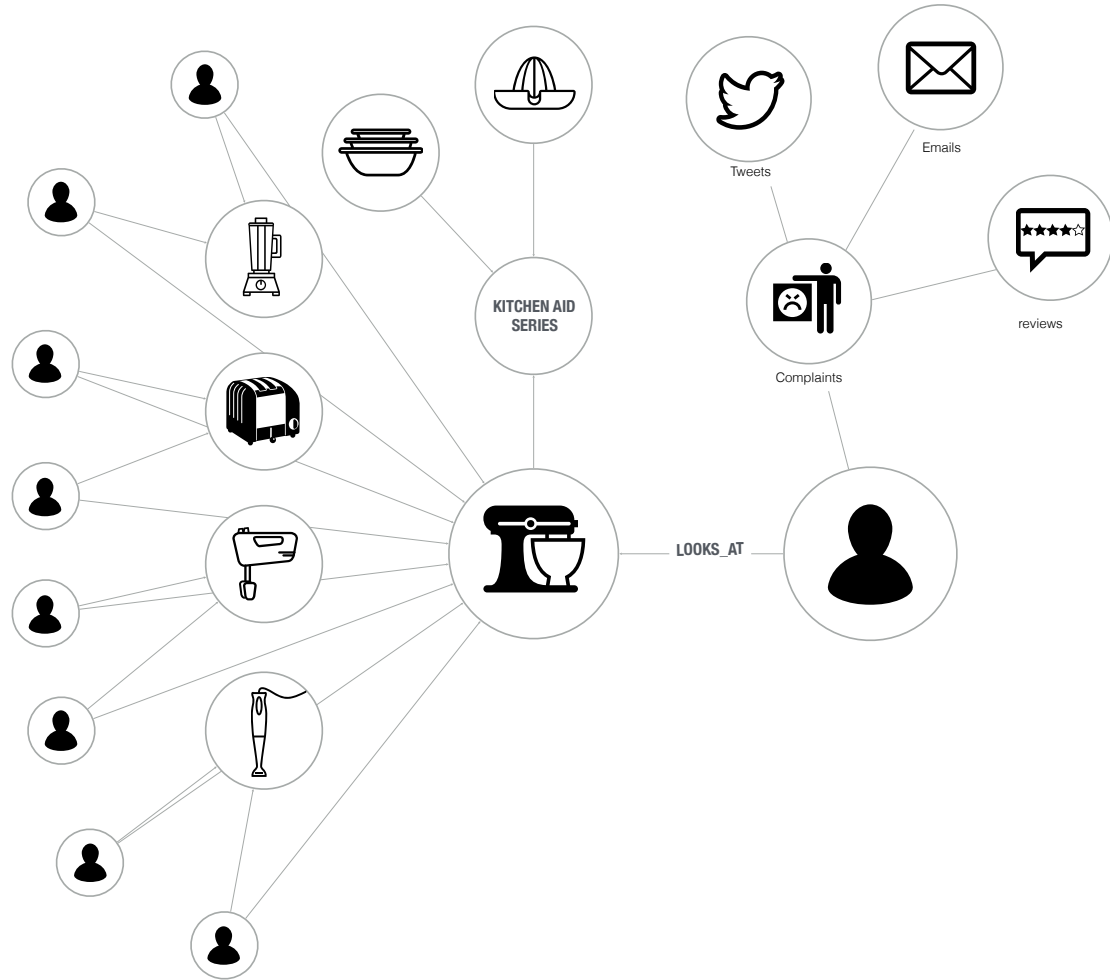 Emails
Tweets
KITCHEN AID
SERIES
reviews
Complaints
LOOKS_AT